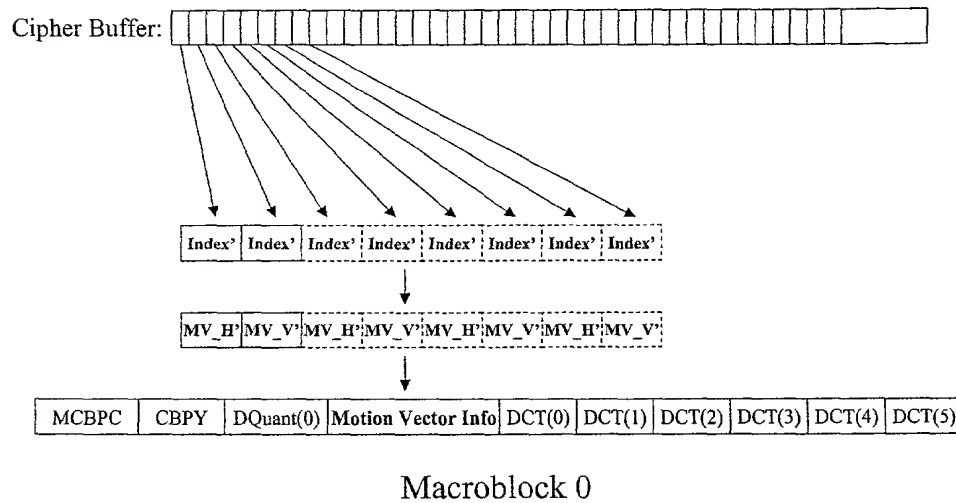 Cipher Buffer:
Index' Index' Index' Index' Index' Index' Index' Index'
MV_H' MV_V' MV_H' MV_V' MV_H' MV_V' MV_H' MV_V'
MCBPC CBPY DQuant(0) Motion Vector Info DCT(0) DCT(1) DCT(2) DCT(3) DCT(4) DCT(5)
Macroblock 0